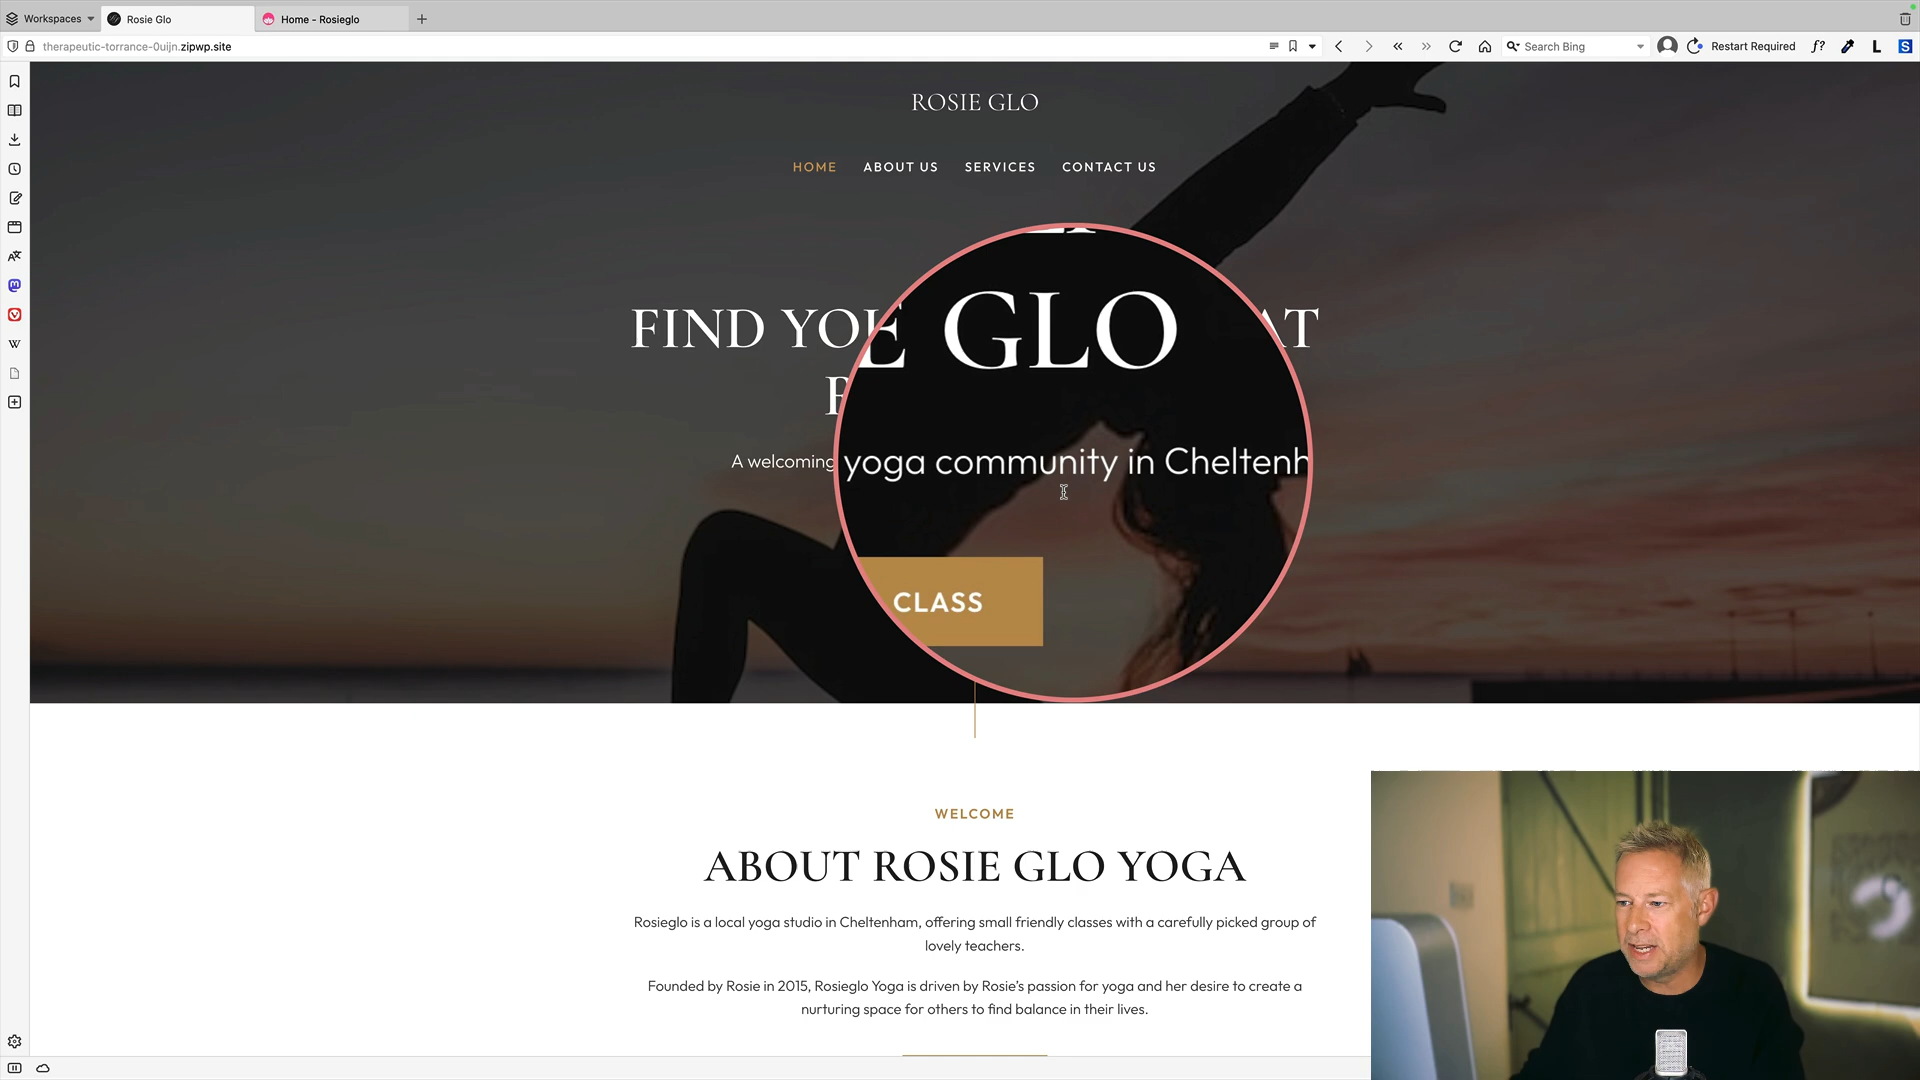 Workspaces
Rosie Glo
Home - Rosieglo
therapeutic-torrance-0uijn.zipwp.site
Search Bing
Restart Required
f?
L
S
W
ROSIE GLO
HOME ABOUT US SERVICES CONTACT US
FIND YO
AT
E GLO
A welcoming yoga community in Cheltenh
CLASS
WELCOME
ABOUT ROSIE GLO YOGA
Rosieglo is a local yoga studio in Cheltenham, offering small friendly classes with a carefully picked group of
lovely teachers.
Founded by Rosie in 2015, Rosieglo Yoga is driven by Rosie’s passion for yoga and her desire to create a
nurturing space for others to find balance in their lives.